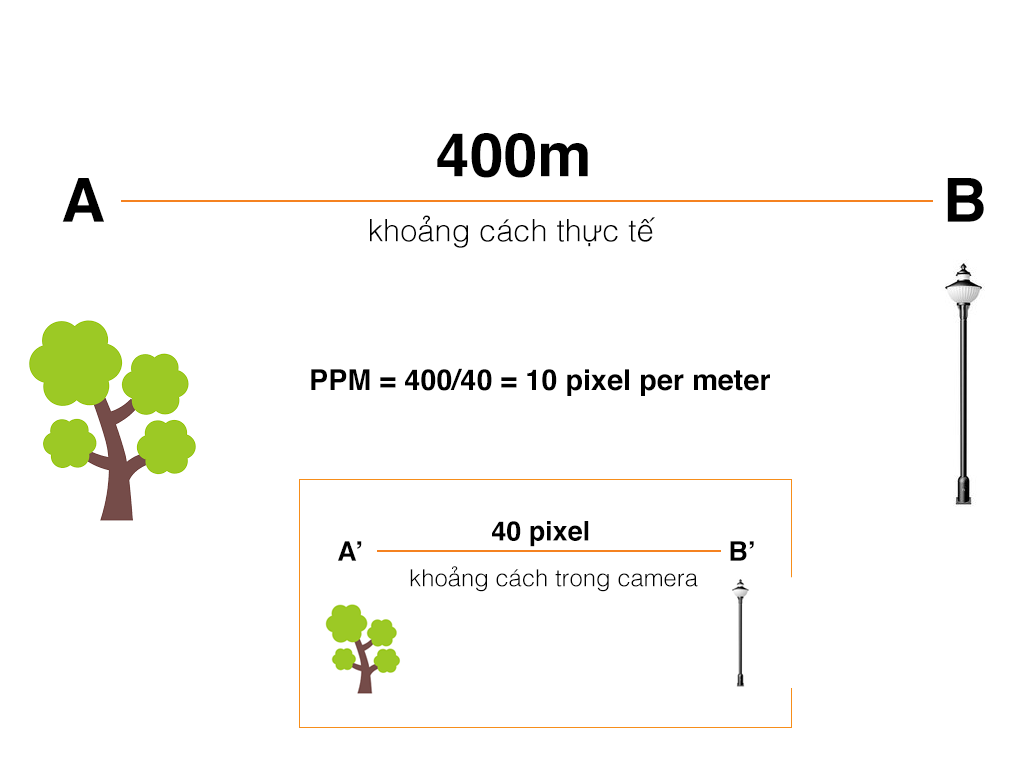 400m
A
B
khoảng cách thực tế
PPM = 400/40 = 10 pixel per meter
40 pixel
A’
B’
khoảng cách trong camera